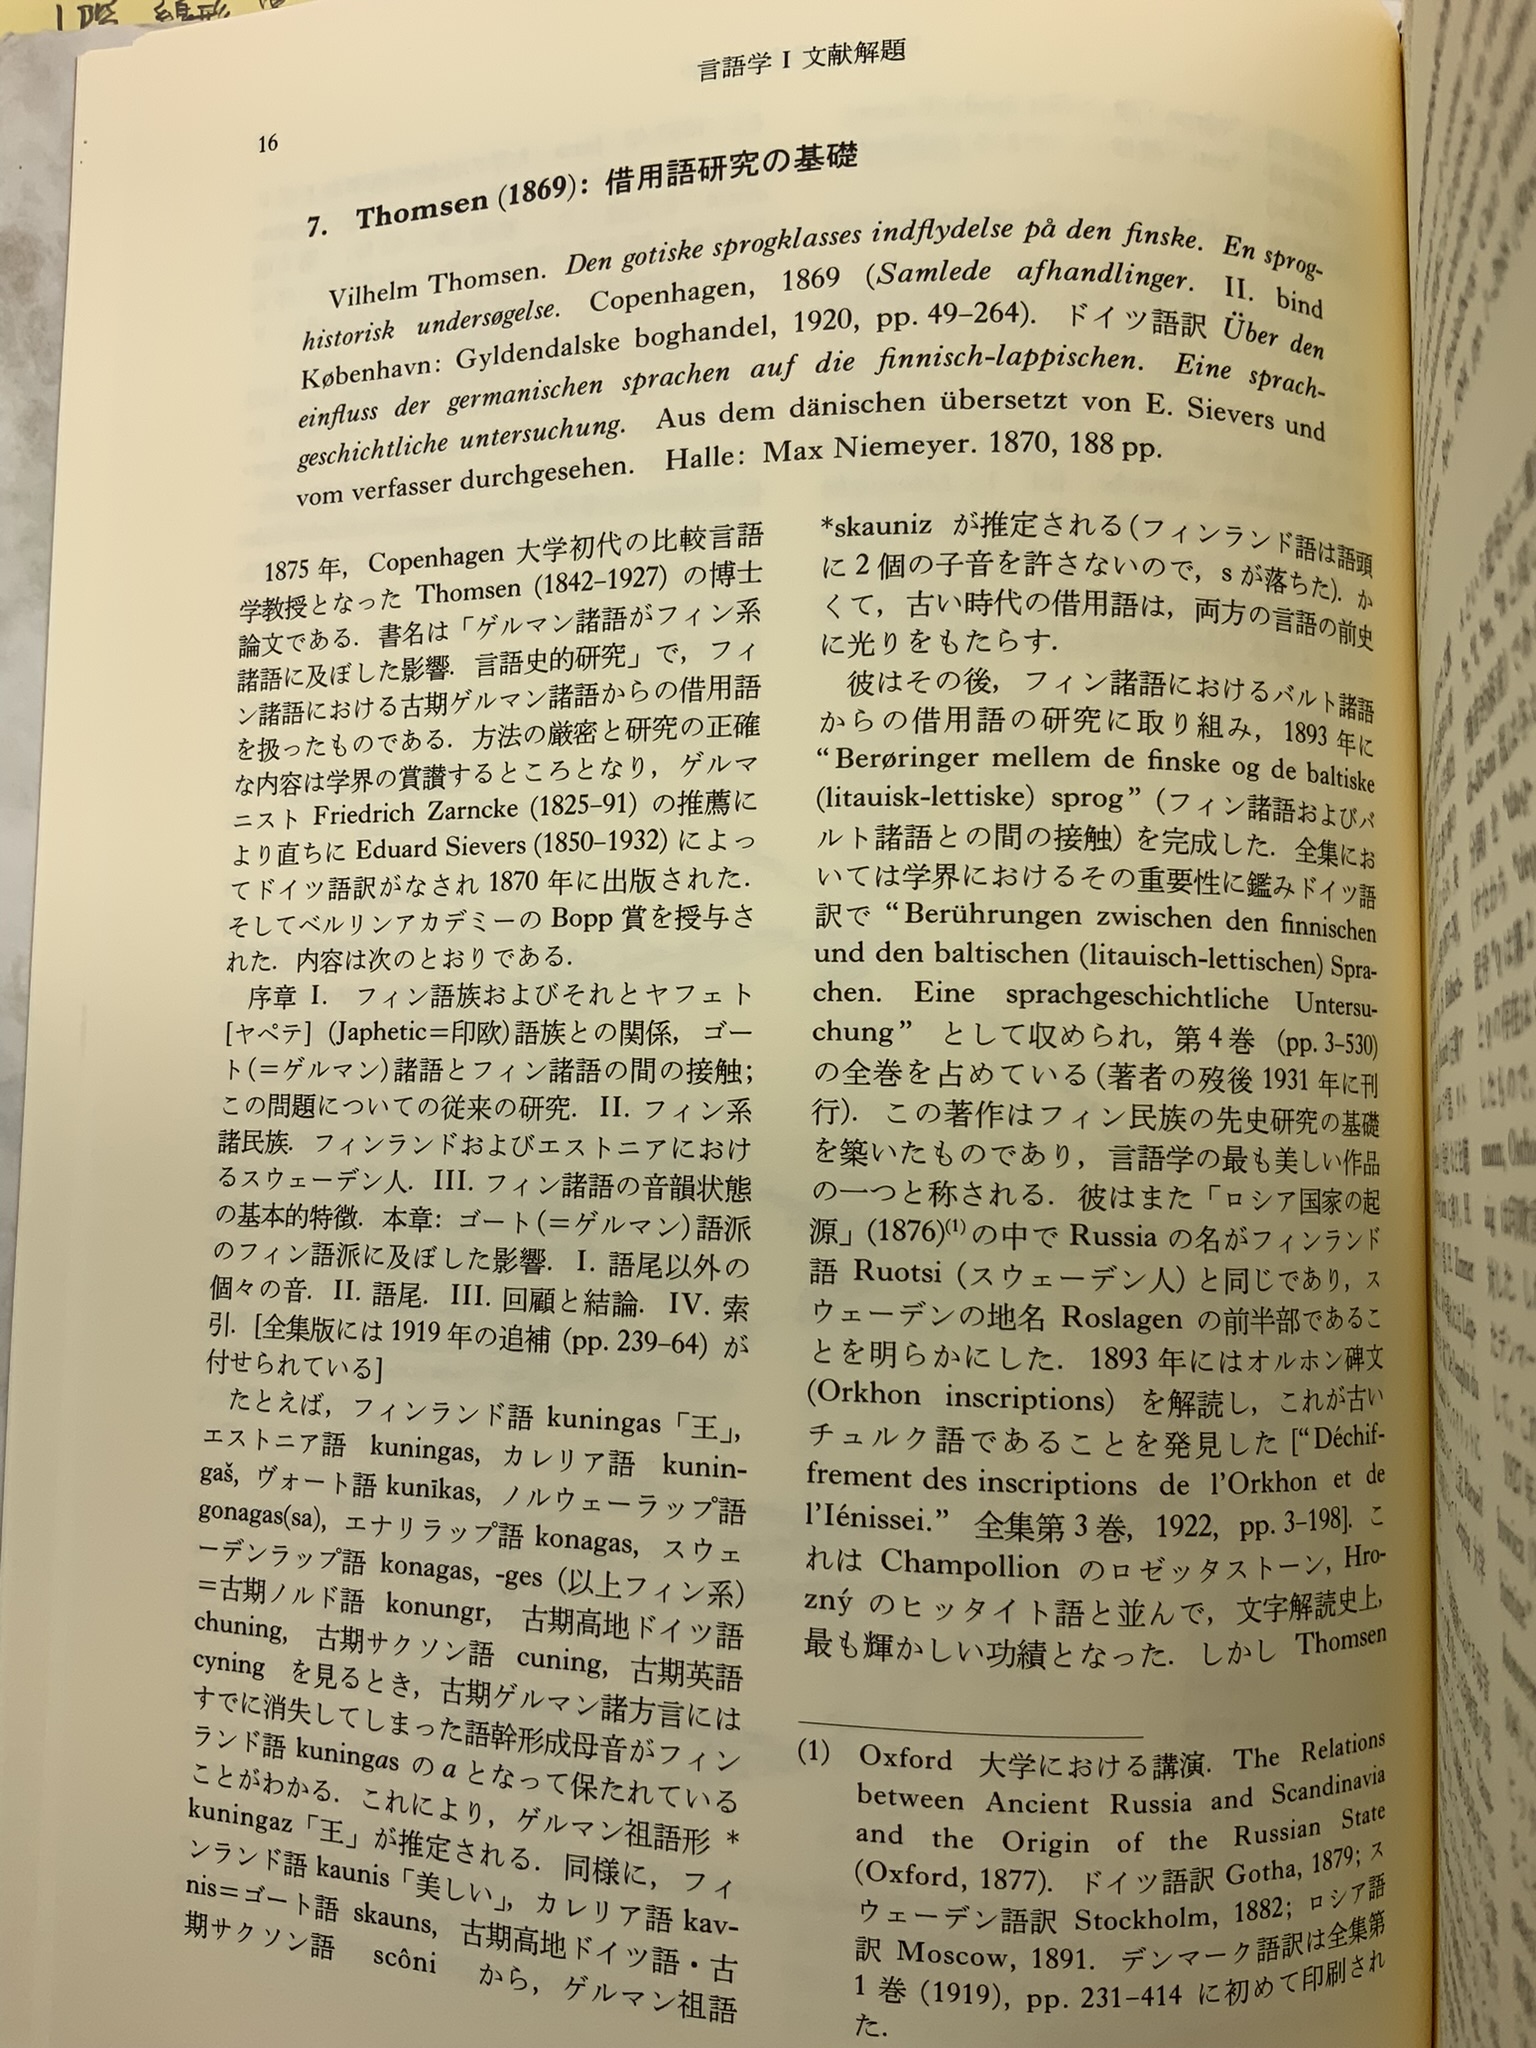 言語学 I 文献解題
16
7. Thomsen (1869): 借用語研究の基礎
Vilhelm Thomsen. Den gotiske sprogklasses indflydelse på den finske. En sprog-
historisk undersøgelse. Copenhagen, 1869 (Samlede afhandlinger. II. bind
København: Gyldendalske boghandel, 1920, pp. 49–264). ドイツ語訳 Über den
einfluss der germanischen sprachen auf die finnisch-lappischen. Eine sprach-
geschichtliche untersuchung. Aus dem dänischen übersetzt von E. Sievers und
vom verfasser durchgesehen. Halle: Max Niemeyer. 1870, 188 pp.
1875 年, Copenhagen 大学初代の比較言語
学教授となった Thomsen (1842–1927) の博士
論文である. 書名は「ゲルマン諸語がフィン系
諸語に及ぼした影響. 言語史的研究」で, フィ
ン諸語における古期ゲルマン諸語からの借用語
を扱ったものである. 方法の厳密と研究の正確
な内容は学界の賞讃するところとなり, ゲルマ
ニスト Friedrich Zarncke (1825–91) の推薦に
より直ちに Eduard Sievers (1850–1932) によっ
てドイツ語訳がなされ 1870 年に出版された.
そしてベルリンアカデミーの Bopp 賞を授与さ
れた. 内容は次のとおりである.
序章 I. フィン語族およびそれとヤフェト
[ヤペテ] (Japhetic=印欧)語族との関係, ゴー
ト(=ゲルマン)諸語とフィン諸語の間の接触;
この問題についての従来の研究. II. フィン系
諸民族. フィンランドおよびエストニアにおけ
るスウェーデン人. III. フィン諸語の音韻状態
の基本的特徴. 本章: ゴート(=ゲルマン)語派
のフィン語派に及ぼした影響. I. 語尾以外の
個々の音. II. 語尾. III. 回顧と結論. IV. 索
引. [全集版には 1919 年の追補 (pp. 239–64) が
付せられている]
たとえば, フィンランド語 kuningas「王」,
エストニア語 kuningas, カレリア語 kunin-
gaš, ヴォート語 kunīkas, ノルウェーラップ語
gonagas(sa), エナリラップ語 konagas, スウェ
ーデンラップ語 konagas, -ges (以上フィン系)
=古期ノルド語 konungr, 古期高地ドイツ語
chuning, 古期サクソン語 cuning, 古期英語
cyning を見るとき, 古期ゲルマン諸方言には
すでに消失してしまった語幹形成母音がフィン
ランド語 kuningas の a となって保たれている
ことがわかる. これにより, ゲルマン祖語形 *
kuningaz「王」が推定される. 同様に, フィ
ンランド語 kaunis「美しい」, カレリア語 kav-
nis=ゴート語 skauns, 古期高地ドイツ語・古
期サクソン語 scôni から, ゲルマン祖語
*skauniz が推定される(フィンランド語は語頭
に 2 個の子音を許さないので, s が落ちた). か
くて, 古い時代の借用語は, 両方の言語の前史
に光りをもたらす.
彼はその後, フィン諸語におけるバルト諸語
からの借用語の研究に取り組み, 1893 年に
“Berøringer mellem de finske og de baltiske
(litauisk-lettiske) sprog” (フィン諸語およびバ
ルト諸語との間の接触) を完成した. 全集にお
いては学界におけるその重要性に鑑みドイツ語
訳で “Berührungen zwischen den finnischen
und den baltischen (litauisch-lettischen) Spra-
chen. Eine sprachgeschichtliche Untersu-
chung” として収められ, 第 4 巻 (pp. 3–530)
の全巻を占めている(著者の歿後 1931 年に刊
行). この著作はフィン民族の先史研究の基礎
を築いたものであり, 言語学の最も美しい作品
の一つと称される. 彼はまた「ロシア国家の起
源」(1876)(1)の中で Russia の名がフィンランド
語 Ruotsi (スウェーデン人) と同じであり, ス
ウェーデンの地名 Roslagen の前半部であるこ
とを明らかにした. 1893 年にはオルホン碑文
(Orkhon inscriptions) を解読し, これが古い
チュルク語であることを発見した [“Déchif-
frement des inscriptions de l’Orkhon et de
l’Iénissei.” 全集第 3 巻, 1922, pp. 3–198]. こ
れは Champollion のロゼッタストーン, Hro-
zný のヒッタイト語と並んで, 文字解読史上,
最も輝かしい功績となった. しかし Thomsen
(1) Oxford 大学における講演. The Relations
between Ancient Russia and Scandinavia
and the Origin of the Russian State
(Oxford, 1877). ドイツ語訳 Gotha, 1879; ス
ウェーデン語訳 Stockholm, 1882; ロシア語
訳 Moscow, 1891. デンマーク語訳は全集第
1 巻 (1919), pp. 231–414 に初めて印刷され
た.